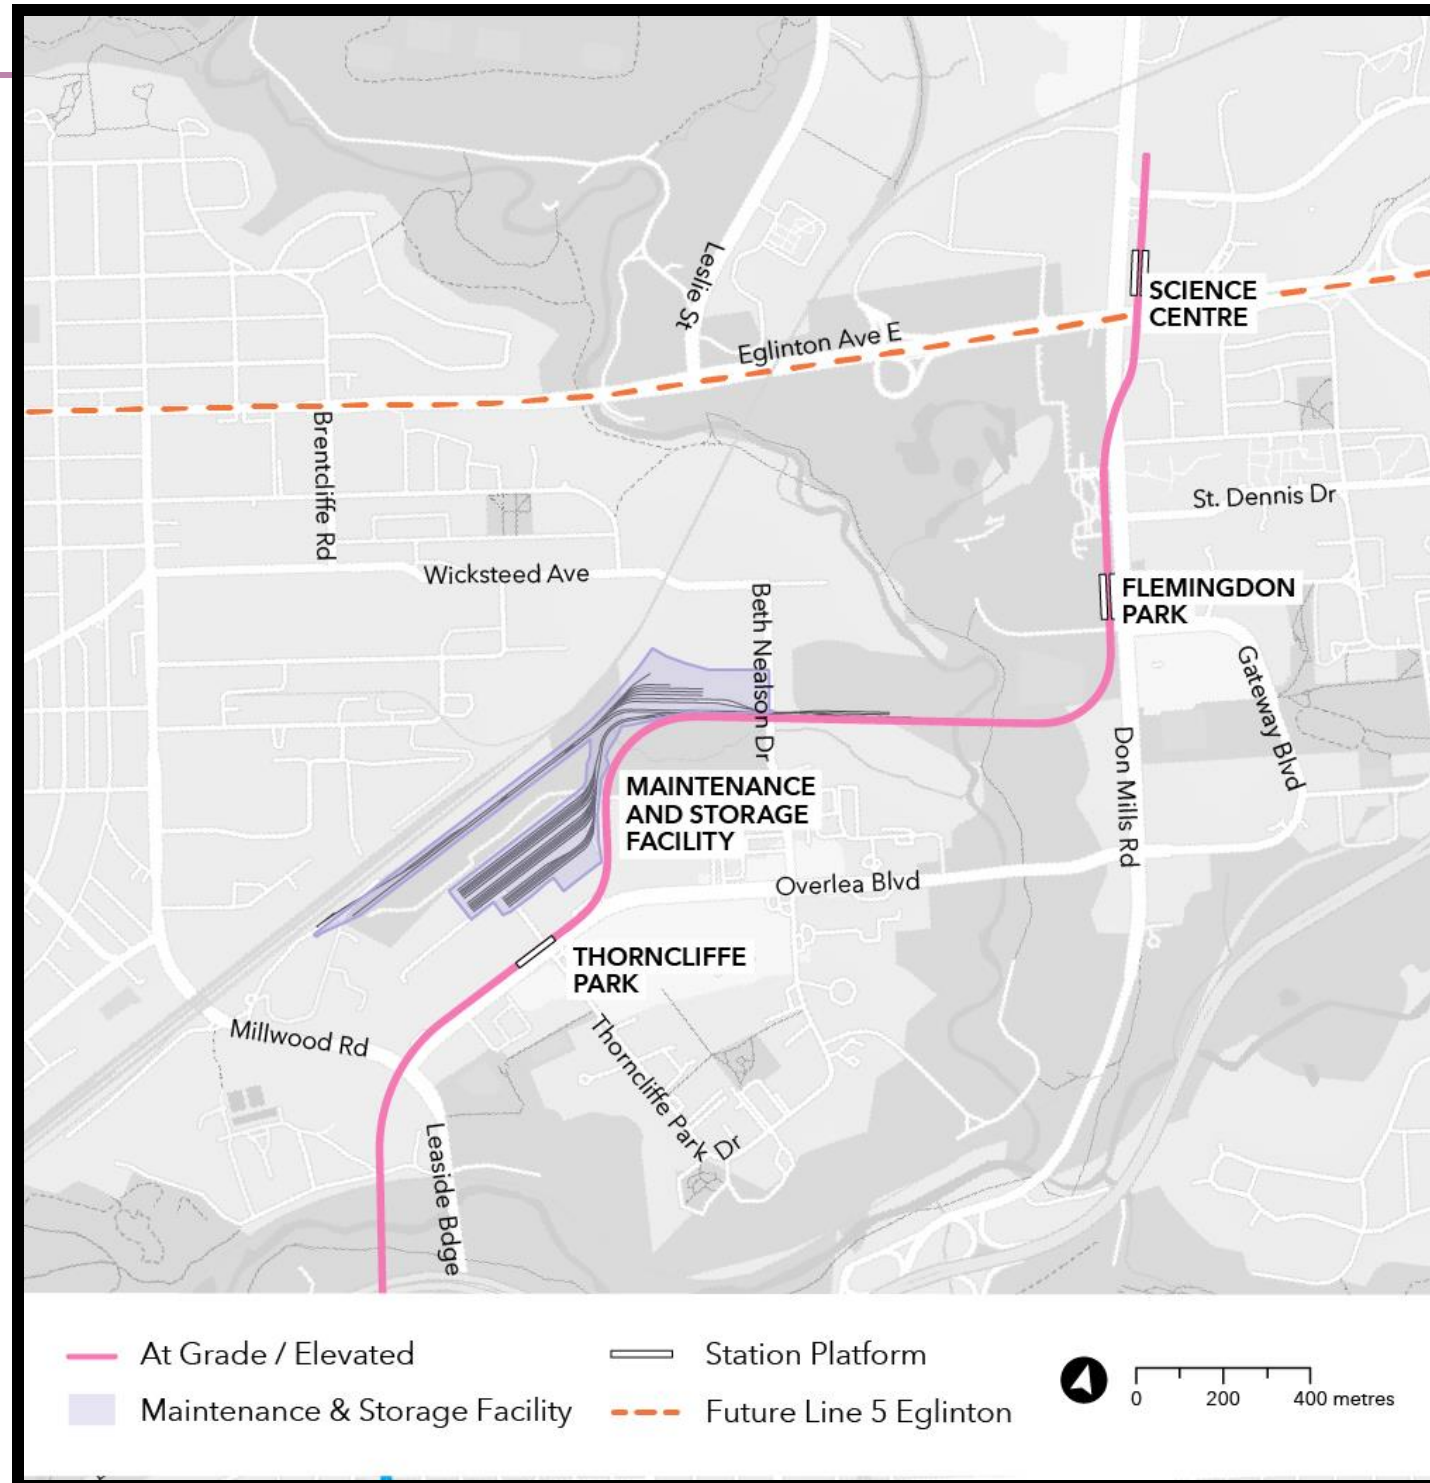 Leslie St
SCIENCE
CENTRE
Eglinton Ave E
Brentcliffe Rd
St. Dennis Dr
Wicksteed Ave
FLEMINGDON
PARK
Beth Nealson Dr
Gateway Blvd
Don Mills Rd
MAINTENANCE
AND STORAGE
FACILITY
Overlea Blvd
THORNCLIFFE
PARK
Millwood Rd
Thorncliffe Park Dr
Leaside Bdge
At Grade / Elevated
Station Platform
Maintenance & Storage Facility
Future Line 5 Eglinton
0 200 400 metres